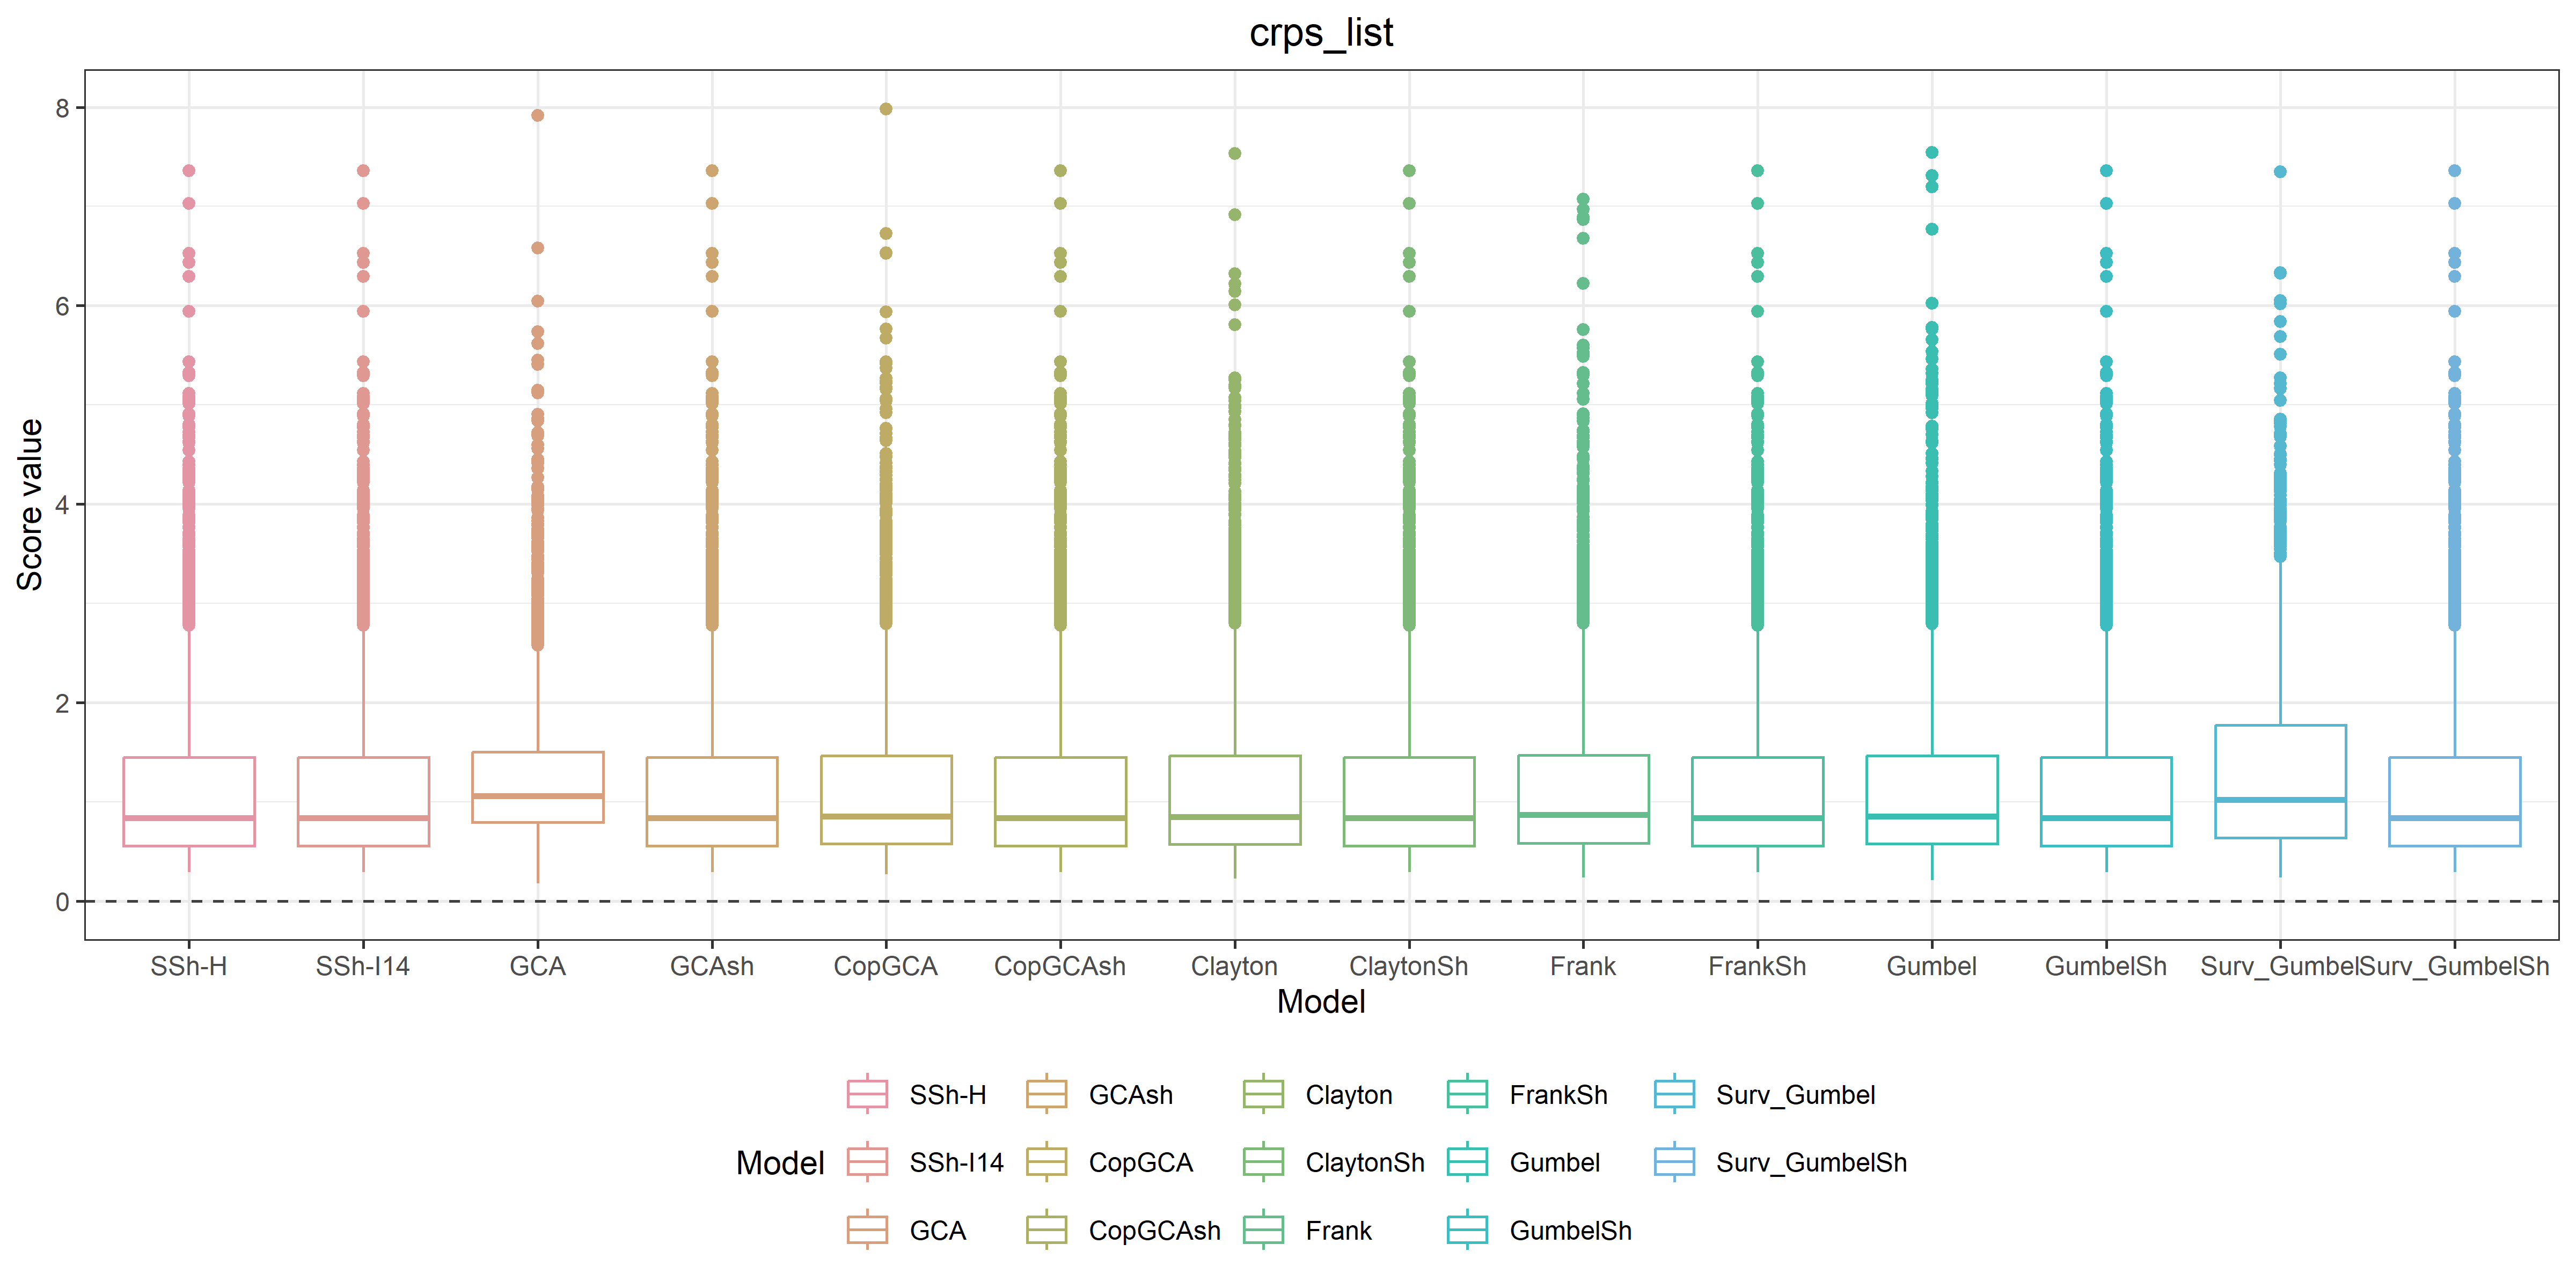 crps_list
Score value
8
6
4
2
0
SSh-H SSh-I14 GCA GCAsh CopGCA CopGCAsh Clayton ClaytonSh Frank FrankSh Gumbel GumbelSh Surv_Gumbel Surv_GumbelSh
Model
Model
SSh-H GCAsh Clayton FrankSh Surv_Gumbel
SSh-I14 CopGCA ClaytonSh Gumbel Surv_GumbelSh
GCA CopGCAsh Frank GumbelSh